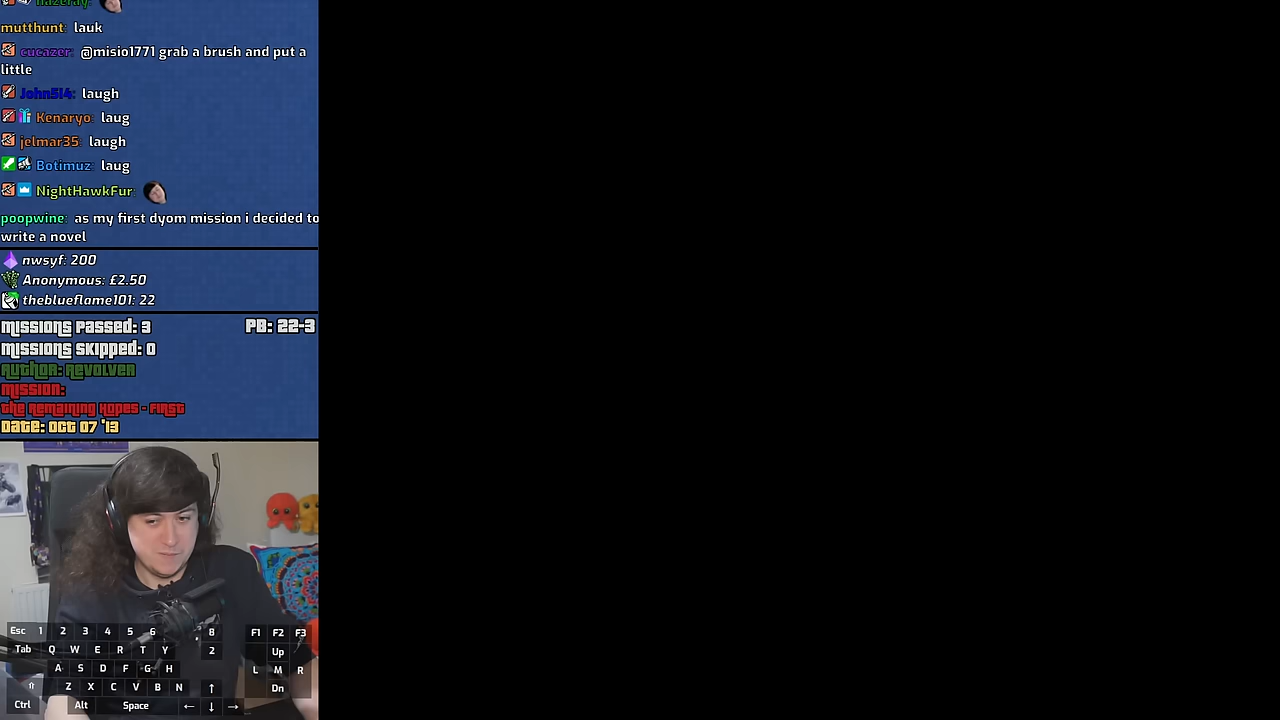 mutthunt: lauk
cucazer: @misio1771 grab a brush and put a
little
John5i4: laugh
Kenaryo: laug
jelmar35: laugh
Botimuz: laug
NightHawkFur:
poopwine: as my first dyom mission i decided to
write a novel
nwsyf: 200
Anonymous: £2.50
theblueflame101: 22
Missions Passed: 3 PB: 22-3
Missions Skipped: 0
Author: Revolver
Mission:
The Remaining Hopes - First
Date: Oct 07 '13
Esc 1 2 3 4 5 6 8 F1 F2 F3
Tab Q W E R T Y 2 Up
A S D F G H L M R
⇧ Z X C V B N ↑ Dn
Ctrl Alt Space ← ↓ →